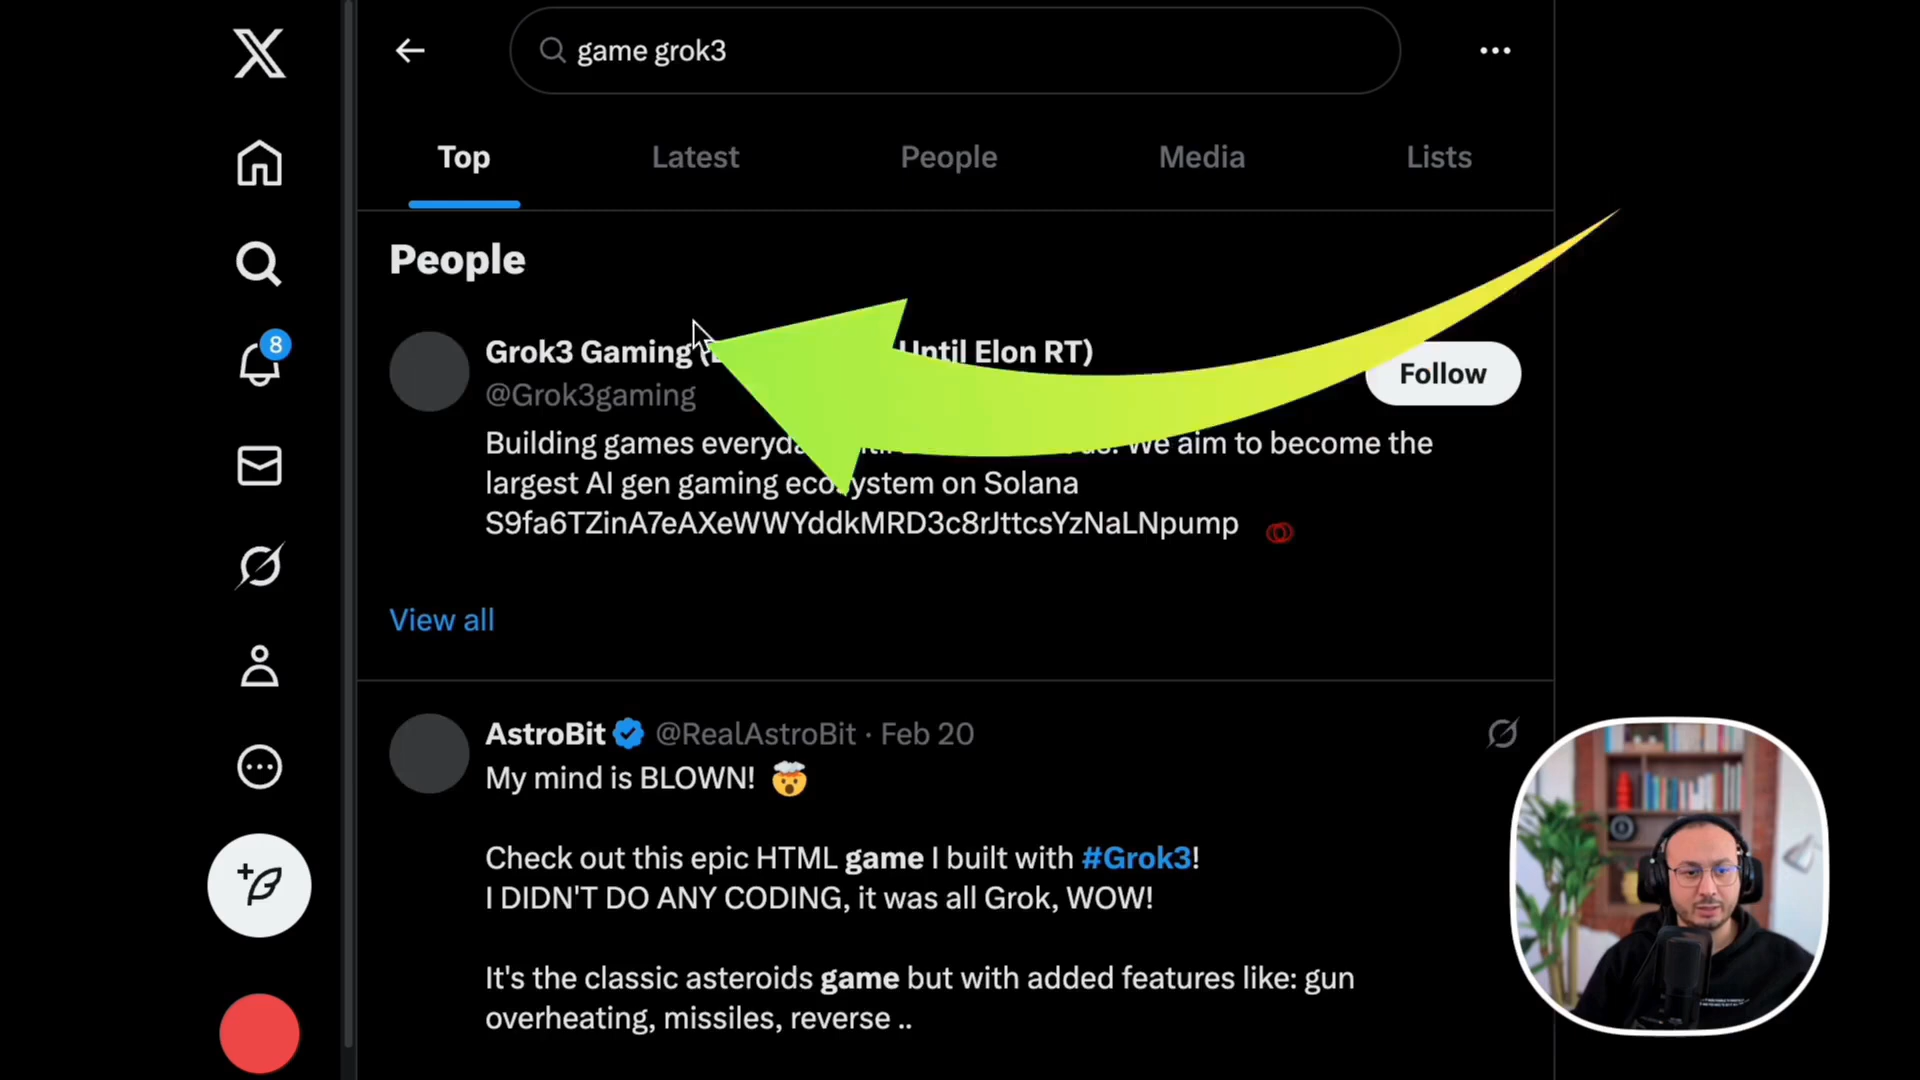 game grok3
Top Latest People Media Lists
People
Grok3 Gaming Until Elon RT)
@Grok3gaming
Follow
Building games We aim to become the
largest AI gen gaming ecosystem on Solana
S9fa6TZinA7eAXeWWYddkMRD3c8rJttcsYzNaLNpump
View all
8
AstroBit @RealAstroBit · Feb 20
My mind is BLOWN! 🤯
Check out this epic HTML game I built with #Grok3!
I DIDN'T DO ANY CODING, it was all Grok, WOW!
It's the classic asteroids game but with added features like: gun
overheating, missiles, reverse ..